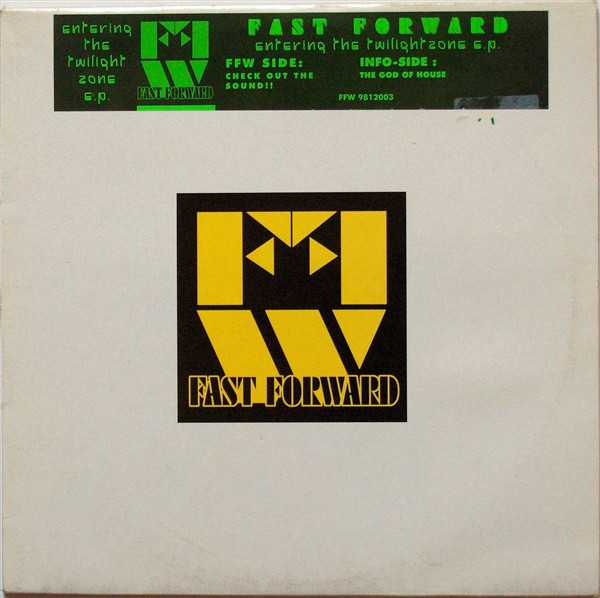 entering
the
twilight
zone
e.p.
FAST FORWARD
FAST FORWARD
entering the twilightzone e.p.
FFW SIDE:
CHECK OUT THE
SOUND!!
INFO-SIDE :
THE GOD OF HOUSE
FFW 9812003
FAST FORWARD